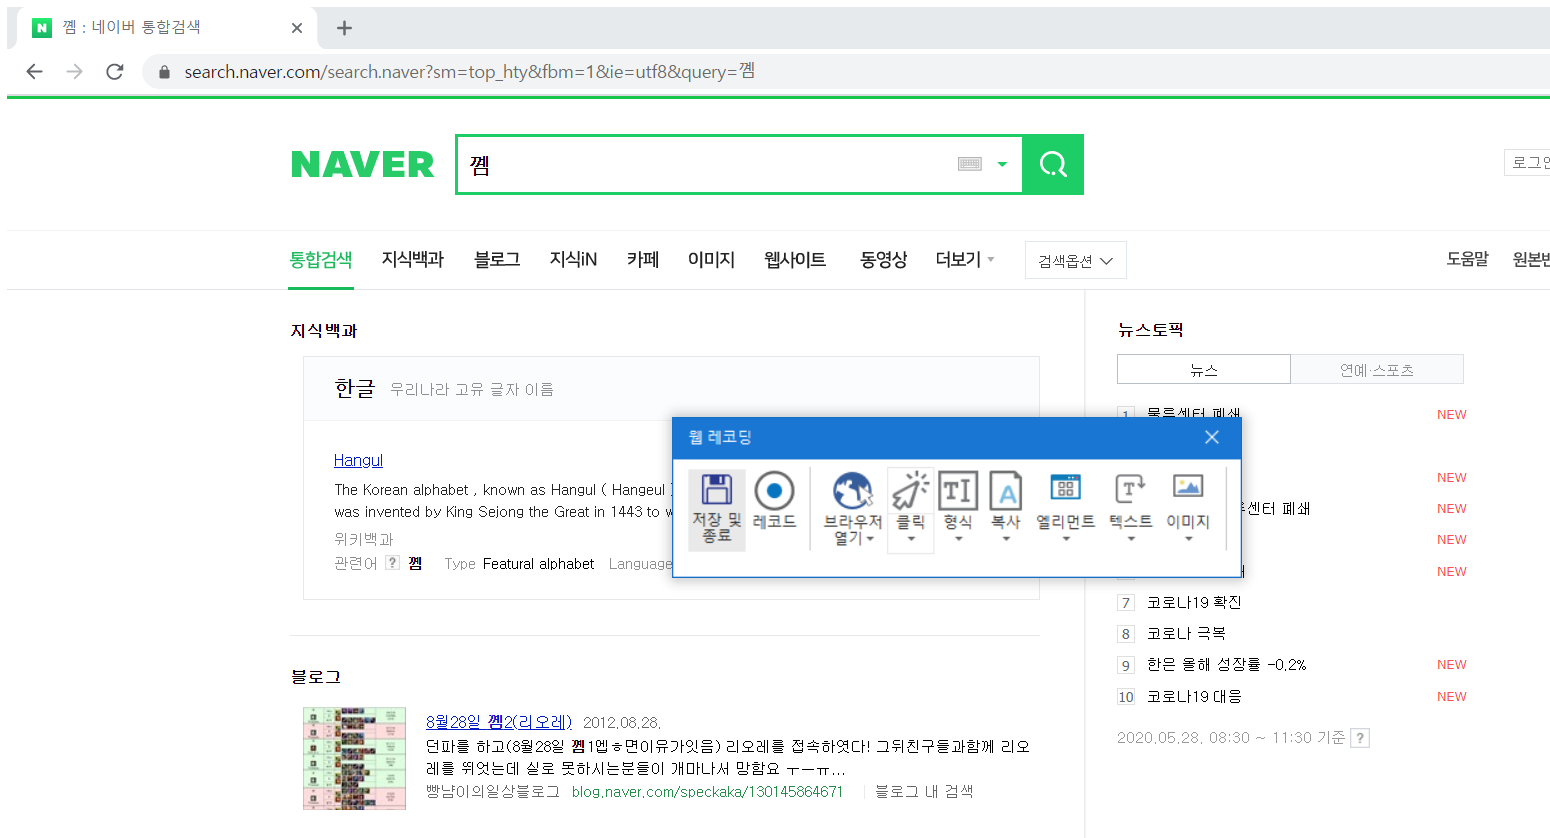 꼠 : 네이버 통합검색
search.naver.com/search.naver?sm=top_hty&fbm=1&ie=utf8&query=꼠
NAVER
꼠
통합검색 지식백과 블로그 지식iN 카페 이미지 웹사이트 동영상 더보기 검색옵션 도움말
지식백과
한글 우리나라 고유 글자 이름
Hangul
The Korean alphabet , known as Hangul ( Hangeul )
was invented by King Sejong the Great in 1443 to
위키백과
관련어 ? 꼠 Type Featural alphabet Language
웹 레코딩
저장 및 종료
레코드
브라우저 열기
클릭
형식
복사
엘리먼트
텍스트
이미지
블로그
8월28일 꼠2(리오레) 2012.08.28.
던파를 하고(8월28일 꼠1엡ㅎ면이유가잇음) 리오레를 접속하엿다! 그뒤친구들과함께 리오
레를 뛰엇는데 실로 못하시는분들이 개마나서 망함요 ㅜㅡㅠ...
빵냠이의일상블로그 blog.naver.com/speckaka/130145864671 블로그 내 검색
뉴스토픽
뉴스 연예·스포츠
1 물류센터 폐쇄 NEW
NEW
센터 폐쇄 NEW
NEW
NEW
7 코로나19 확진
8 코로나 극복
9 한은 올해 성장률 -0.2% NEW
10 코로나19 대응 NEW
2020.05.28. 08:30 ~ 11:30 기준 ?